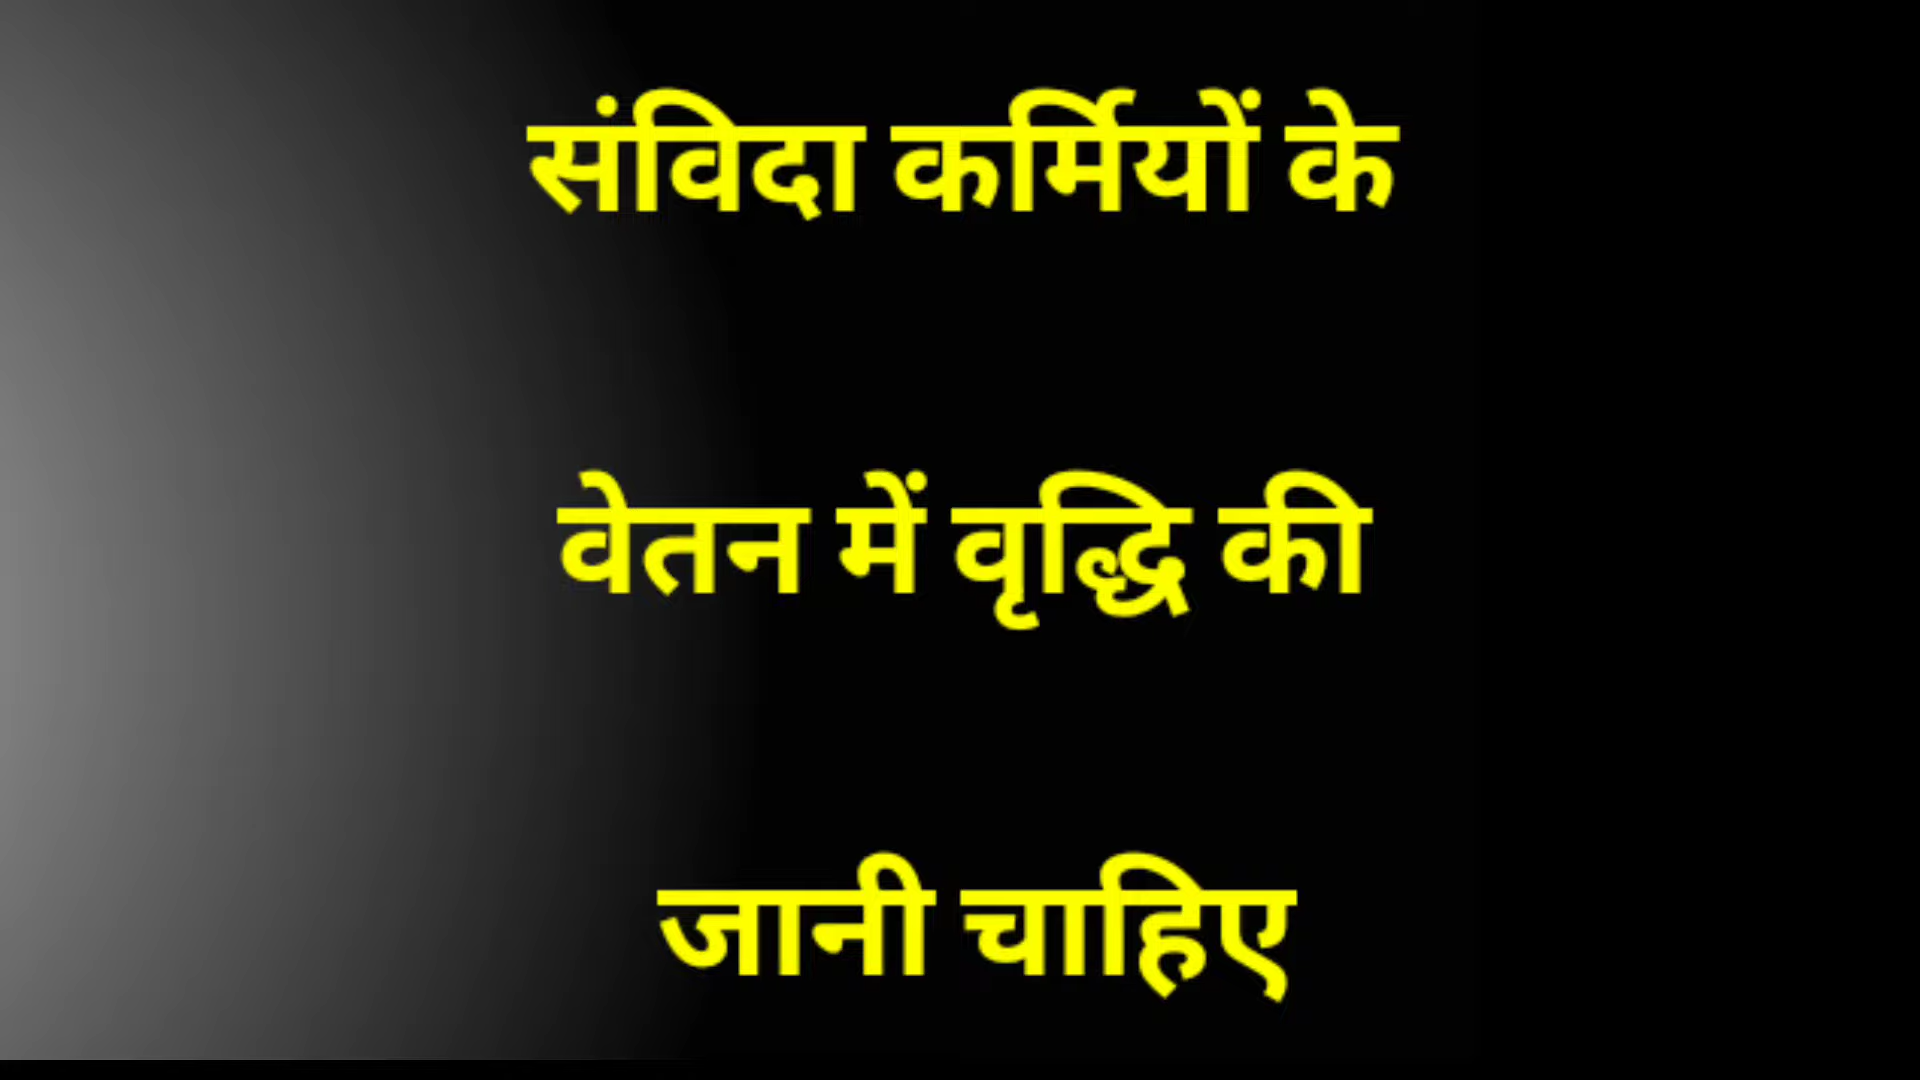 संविदा कर्मियों के
वेतन में वृद्धि की
जानी चाहिए